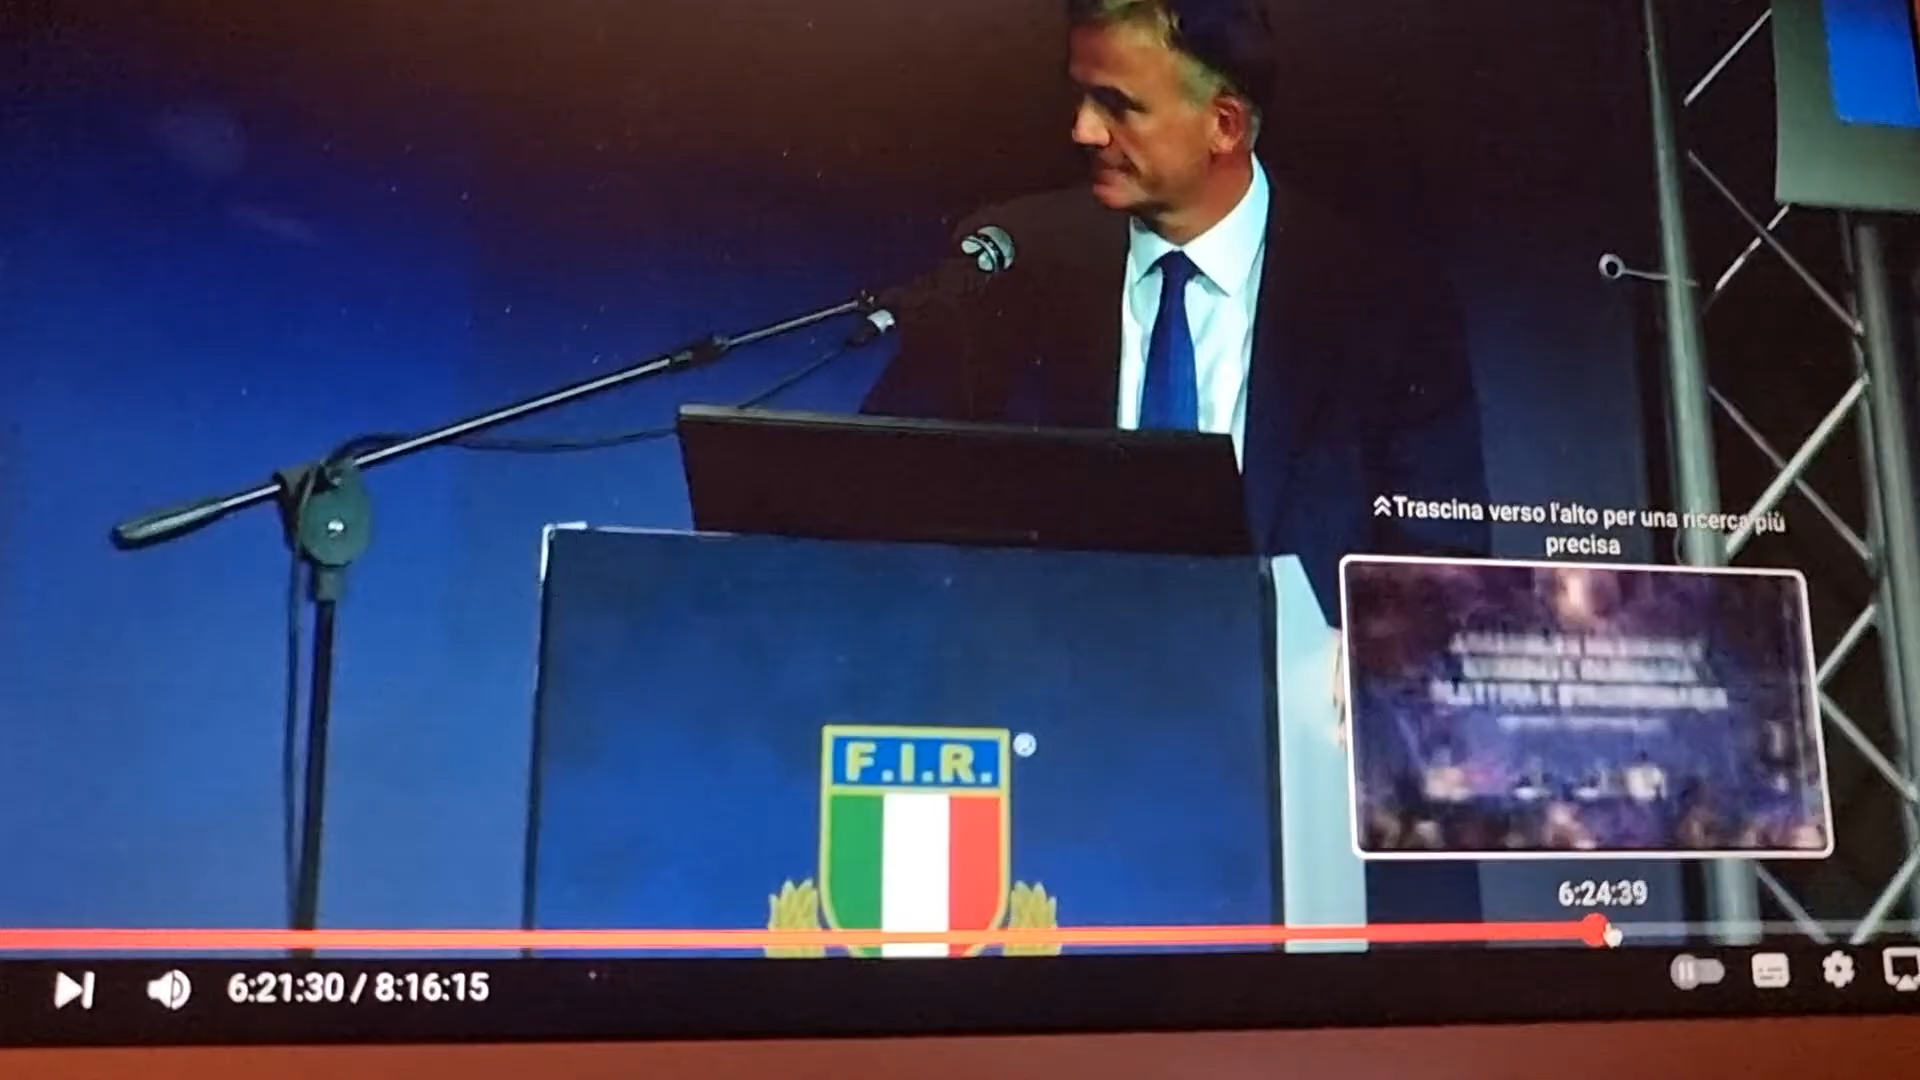 Trascina verso l'alto per una ricerca più
precisa
F.I.R.®
6:24:39
6:21:30 / 8:16:15